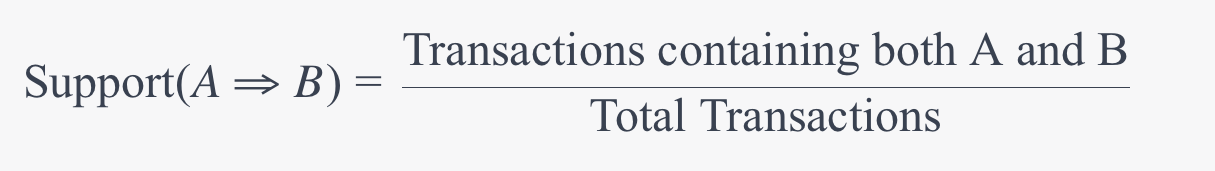 Support(A ⟹ B) = Transactions containing both A and B
Total Transactions